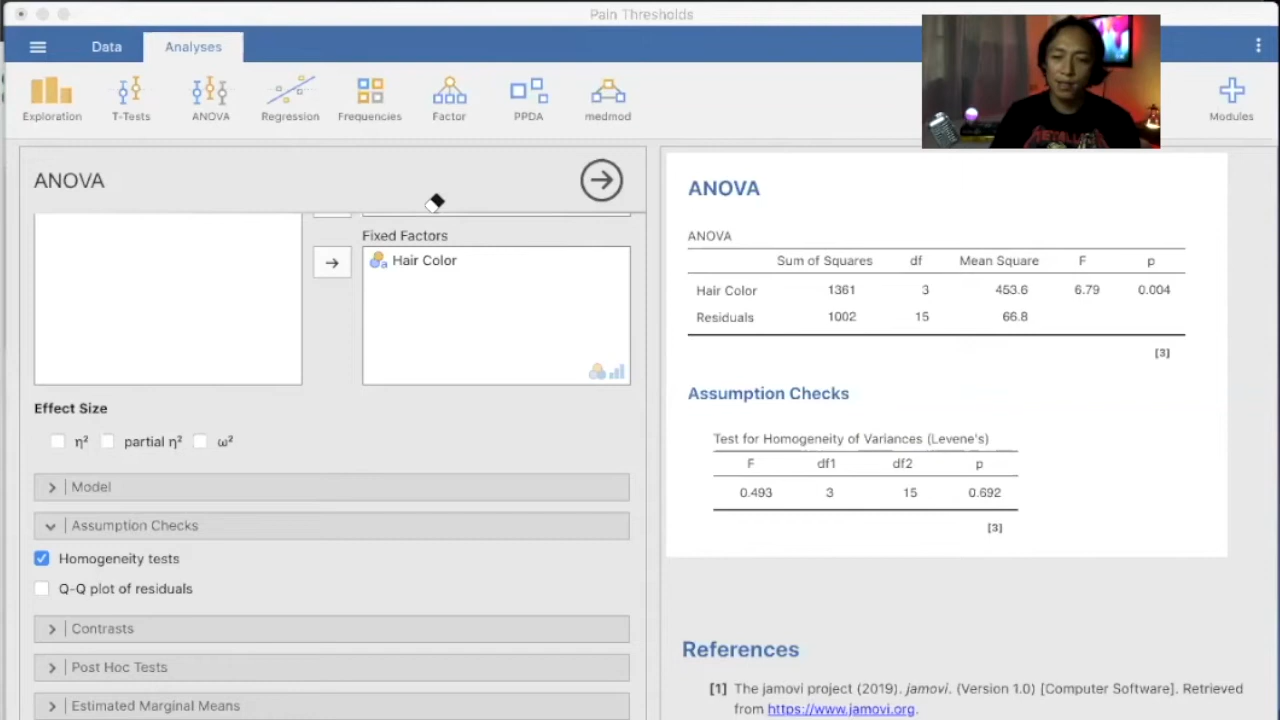 Pain Thresholds
Data
Analyses
Exploration
T-Tests
ANOVA
Regression
Frequencies
Factor
PPDA
medmod
Modules
METALLICA
ANOVA
Fixed Factors
a Hair Color
Effect Size
η² partial η² ω²
Model
Assumption Checks
Homogeneity tests
Q-Q plot of residuals
Contrasts
Post Hoc Tests
Estimated Marginal Means
ANOVA
ANOVA
Sum of Squares df Mean Square F p
Hair Color 1361 3 453.6 6.79 0.004
Residuals 1002 15 66.8
[3]
Assumption Checks
Test for Homogeneity of Variances (Levene's)
F df1 df2 p
0.493 3 15 0.692
[3]
References
[1] The jamovi project (2019). jamovi. (Version 1.0) [Computer Software]. Retrieved
from https://www.jamovi.org.